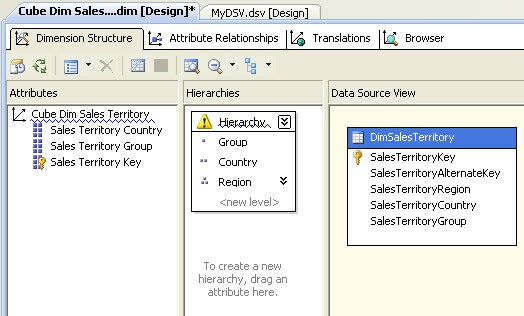 Cube Dim Sales....dim [Design]* MyDSV.dsv [Design]
Dimension Structure Attribute Relationships Translations Browser
Attributes
Cube Dim Sales Territory
Sales Territory Country
Sales Territory Group
Sales Territory Key
Hierarchies
Hierarchy
Group
Country
Region
<new level>
To create a new
hierarchy, drag an
attribute here.
Data Source View
DimSalesTerritory
SalesTerritoryKey
SalesTerritoryAlternateKey
SalesTerritoryRegion
SalesTerritoryCountry
SalesTerritoryGroup